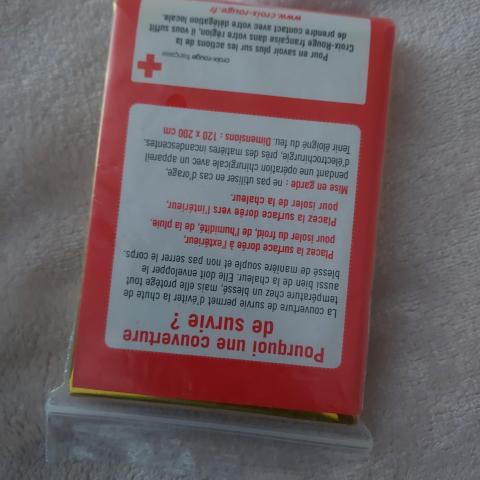 Pourquoi une couverture
de survie ?
La couverture de survie permet d'éviter la chute de
température chez un blessé, mais elle protège tout
aussi bien de la chaleur. Elle doit envelopper le
blessé de manière souple et non pas serrer le corps.
Placez la surface dorée à l'extérieur,
pour isoler du froid, de l'humidité, de la pluie.
Placez la surface dorée vers l'intérieur,
pour isoler de la chaleur.
Mise en garde : ne pas utiliser en cas d'orage,
pendant une opération chirurgicale avec un appareil
d'électrochirurgie, près des matières incandescentes.
Tenir éloigné du feu. Dimensions : 120 x 200 cm
croix-rouge française
Pour en savoir plus sur les actions de la
Croix-Rouge française dans votre région, il vous suffit
de prendre contact avec votre délégation locale.
www.croix-rouge.fr